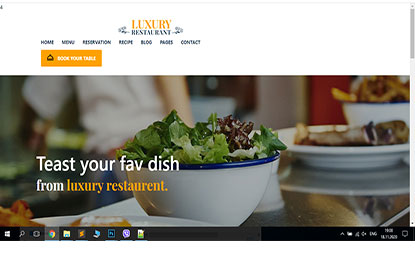 4
LUXURY
RESTAURANT
HOME MENU RESERVATION RECIPE BLOG PAGES CONTACT
BOOK YOUR TABLE
Teast your fav dish
from luxury restaurent.
ENG
19:00
18.11.2020